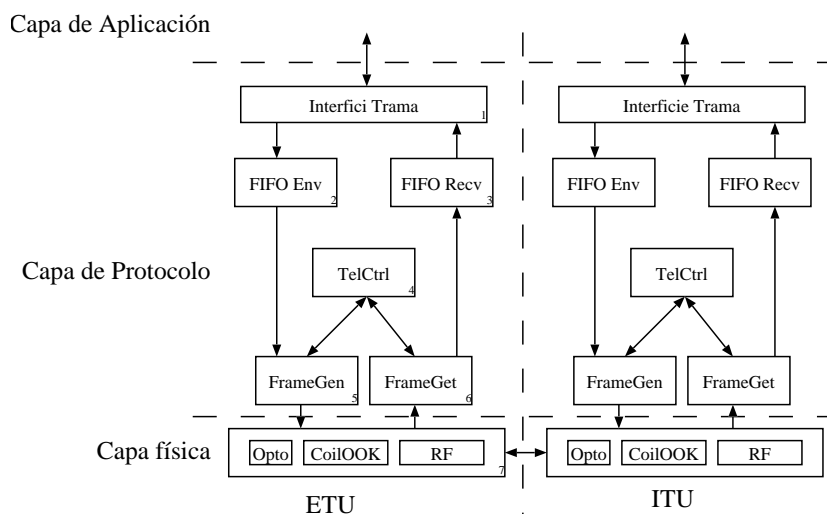 Capa de Aplicación
Interfici Trama
1
Interficie Trama
FIFO Env
2
FIFO Recv
3
FIFO Env
FIFO Recv
Capa de Protocolo
TelCtrl
4
TelCtrl
FrameGen
5
FrameGet
6
FrameGen
FrameGet
Capa física
Opto
CoilOOK
RF
7
Opto
CoilOOK
RF
ETU
ITU